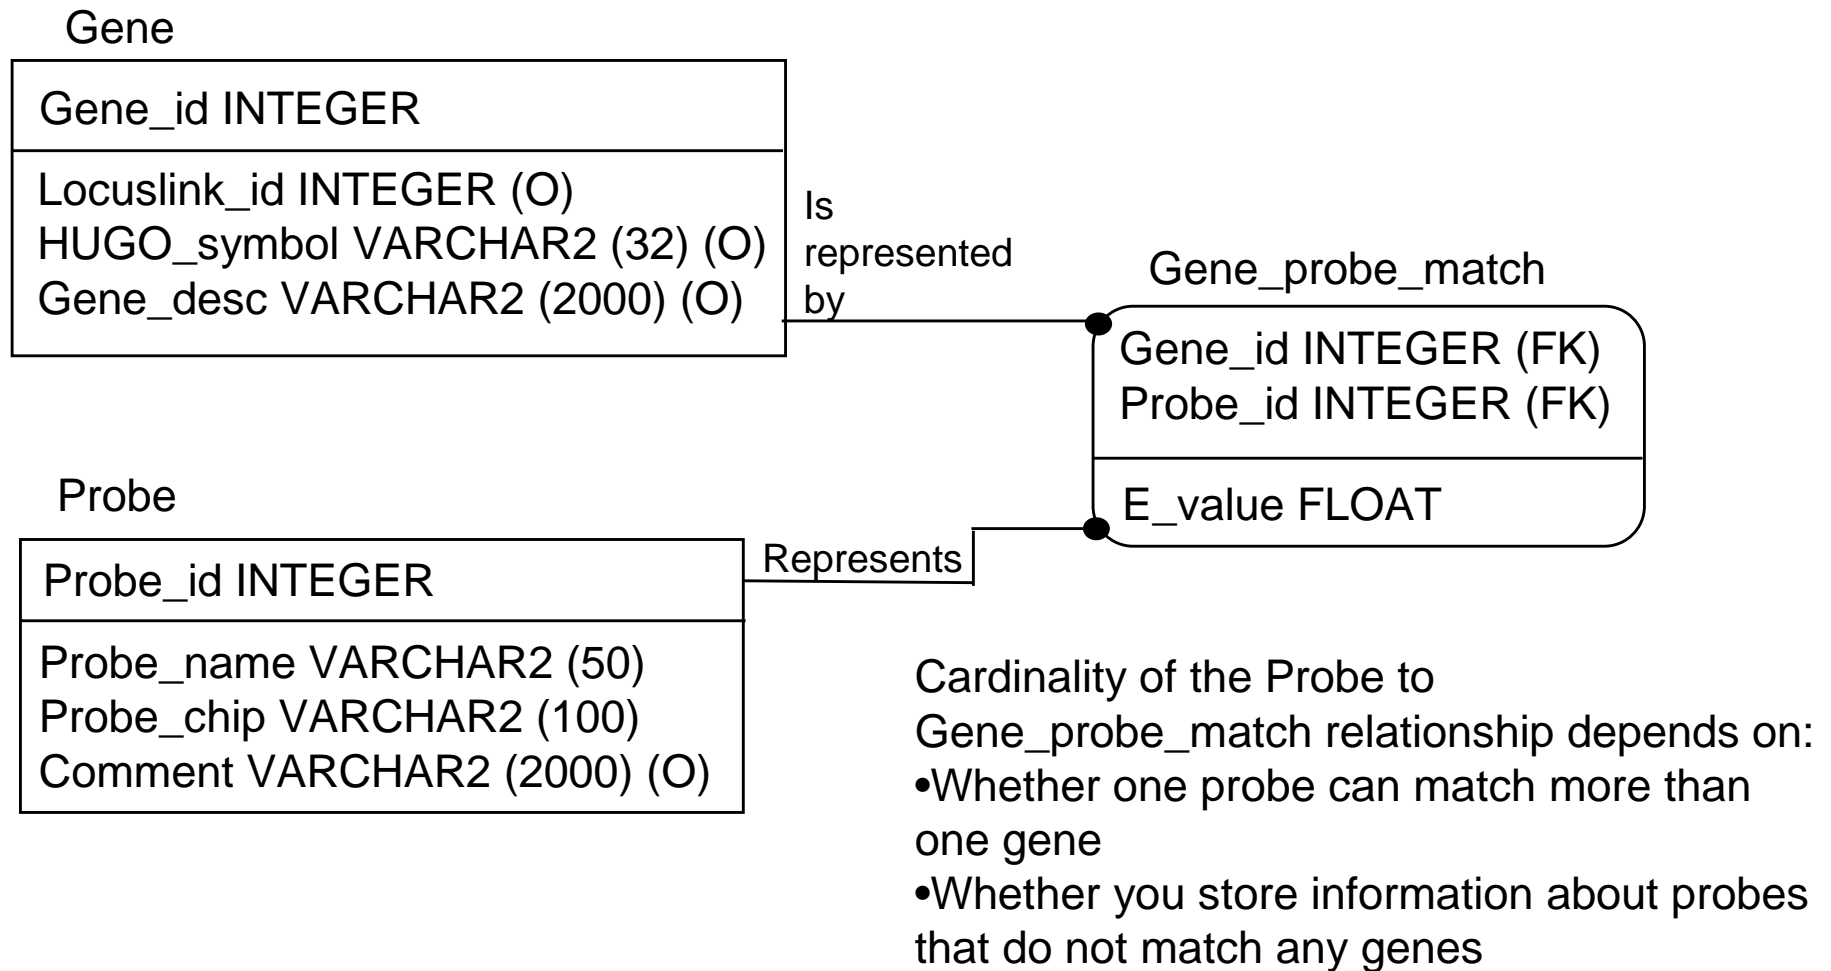 Gene
Gene_id INTEGER
Locuslink_id INTEGER (O)
HUGO_symbol VARCHAR2 (32) (O)
Gene_desc VARCHAR2 (2000) (O)
Is
represented
by
Gene_probe_match
Gene_id INTEGER (FK)
Probe_id INTEGER (FK)
E_value FLOAT
Probe
Probe_id INTEGER
Probe_name VARCHAR2 (50)
Probe_chip VARCHAR2 (100)
Comment VARCHAR2 (2000) (O)
Represents
Cardinality of the Probe to
Gene_probe_match relationship depends on:
•Whether one probe can match more than
one gene
•Whether you store information about probes
that do not match any genes